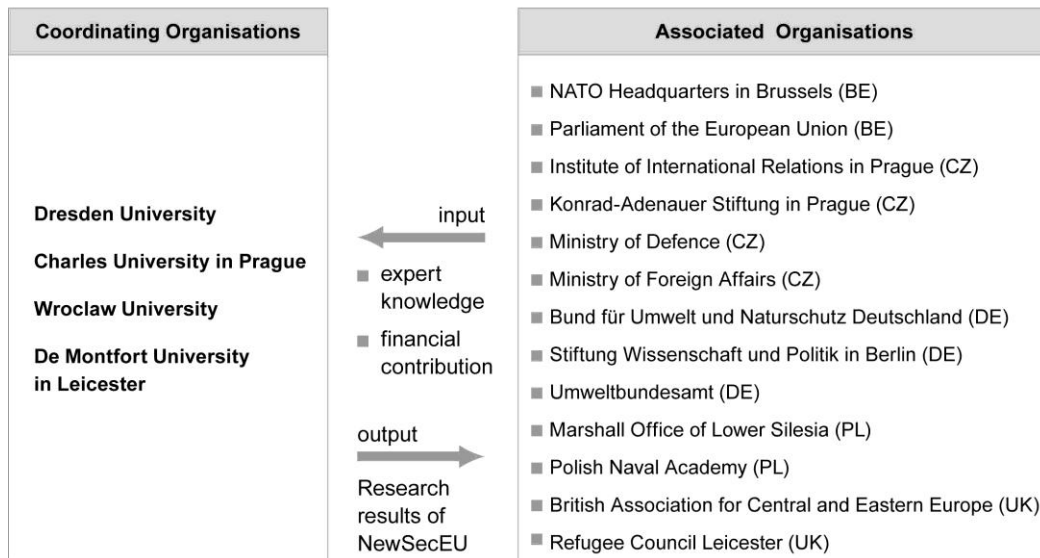 Coordinating Organisations
Dresden University
Charles University in Prague
Wroclaw University
De Montfort University
in Leicester
input
expert
knowledge
financial
contribution
output
Research
results of
NewSecEU
Associated Organisations
NATO Headquarters in Brussels (BE)
Parliament of the European Union (BE)
Institute of International Relations in Prague (CZ)
Konrad-Adenauer Stiftung in Prague (CZ)
Ministry of Defence (CZ)
Ministry of Foreign Affairs (CZ)
Bund für Umwelt und Naturschutz Deutschland (DE)
Stiftung Wissenschaft und Politik in Berlin (DE)
Umweltbundesamt (DE)
Marshall Office of Lower Silesia (PL)
Polish Naval Academy (PL)
British Association for Central and Eastern Europe (UK)
Refugee Council Leicester (UK)